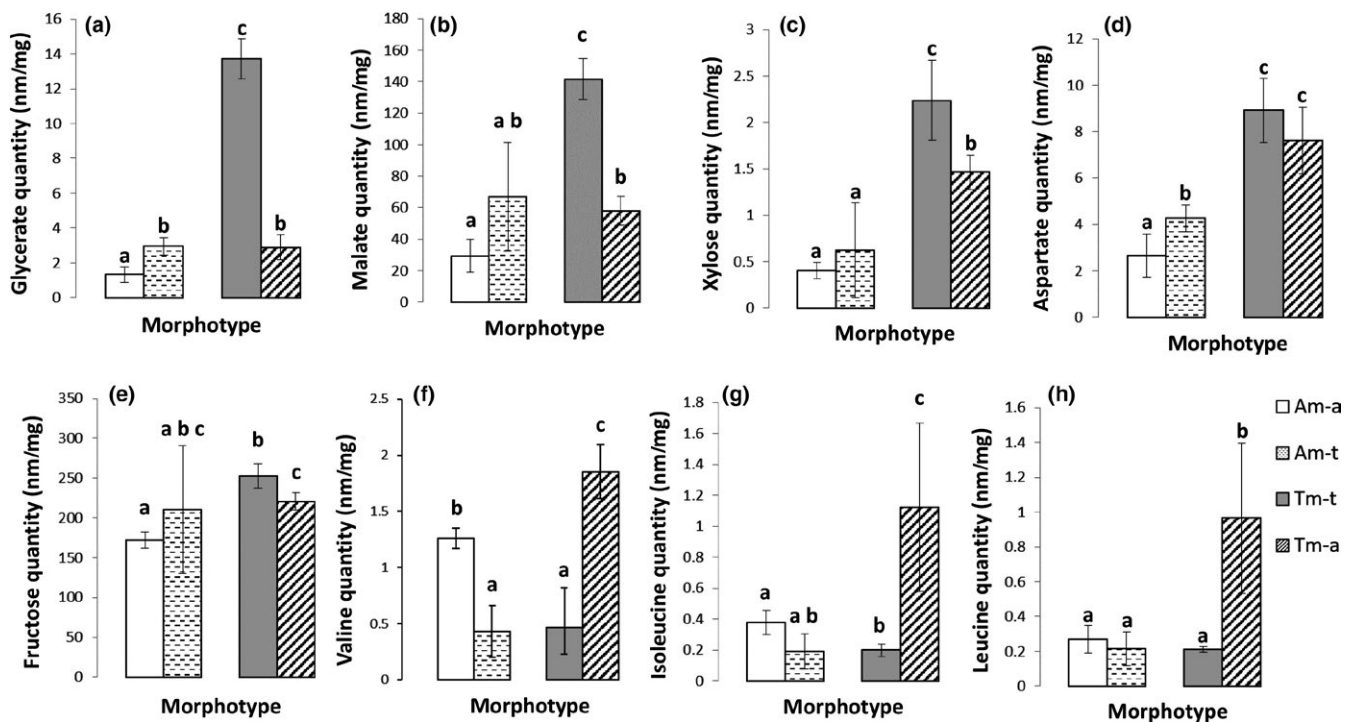 (a)
Glycerate quantity (nm/mg)
16
14
12
10
8
6
4
2
0
a
b
c
b
Morphotype
(b)
Malate quantity (nm/mg)
180
160
140
120
100
80
60
40
20
0
a
a b
c
b
Morphotype
(c)
Xylose quantity (nm/mg)
3
2.5
2
1.5
1
0.5
0
a
a
c
b
Morphotype
(d)
Aspartate quantity (nm/mg)
12
10
8
6
4
2
0
a
b
c
c
Morphotype
(e)
Fructose quantity (nm/mg)
350
300
250
200
150
100
50
0
a
a b c
b
c
Morphotype
(f)
Valine quantity (nm/mg)
2.5
2
1.5
1
0.5
0
b
a
a
c
Morphotype
(g)
Isoleucine quantity (nm/mg)
1.8
1.6
1.4
1.2
1
0.8
0.6
0.4
0.2
0
a
a b
b
c
Morphotype
(h)
Leucine quantity (nm/mg)
1.6
1.4
1.2
1
0.8
0.6
0.4
0.2
0
a
a
a
b
Morphotype
Am-a
Am-t
Tm-t
Tm-a